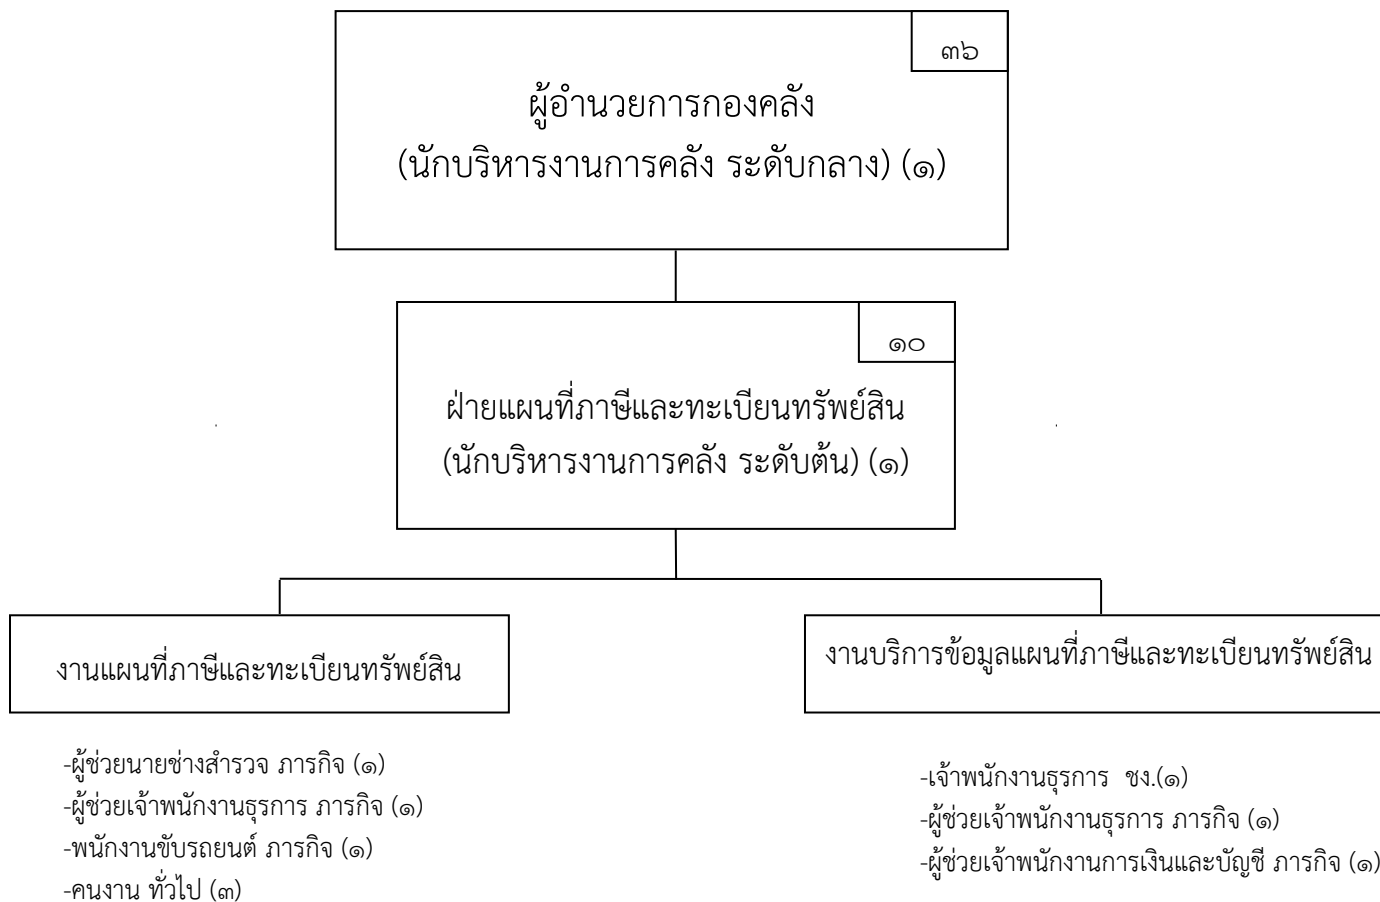 ๓๖
ผู้อำนวยการกองคลัง
(นักบริหารงานการคลัง ระดับกลาง) (๑)
๑๐
ฝ่ายแผนที่ภาษีและทะเบียนทรัพย์สิน
(นักบริหารงานการคลัง ระดับต้น) (๑)
งานแผนที่ภาษีและทะเบียนทรัพย์สิน
-ผู้ช่วยนายช่างสำรวจ ภารกิจ (๑)
-ผู้ช่วยเจ้าพนักงานธุรการ ภารกิจ (๑)
-พนักงานขับรถยนต์ ภารกิจ (๑)
-คนงาน ทั่วไป (๓)
งานบริการข้อมูลแผนที่ภาษีและทะเบียนทรัพย์สิน
-เจ้าพนักงานธุรการ ชง.(๑)
-ผู้ช่วยเจ้าพนักงานธุรการ ภารกิจ (๑)
-ผู้ช่วยเจ้าพนักงานการเงินและบัญชี ภารกิจ (๑)